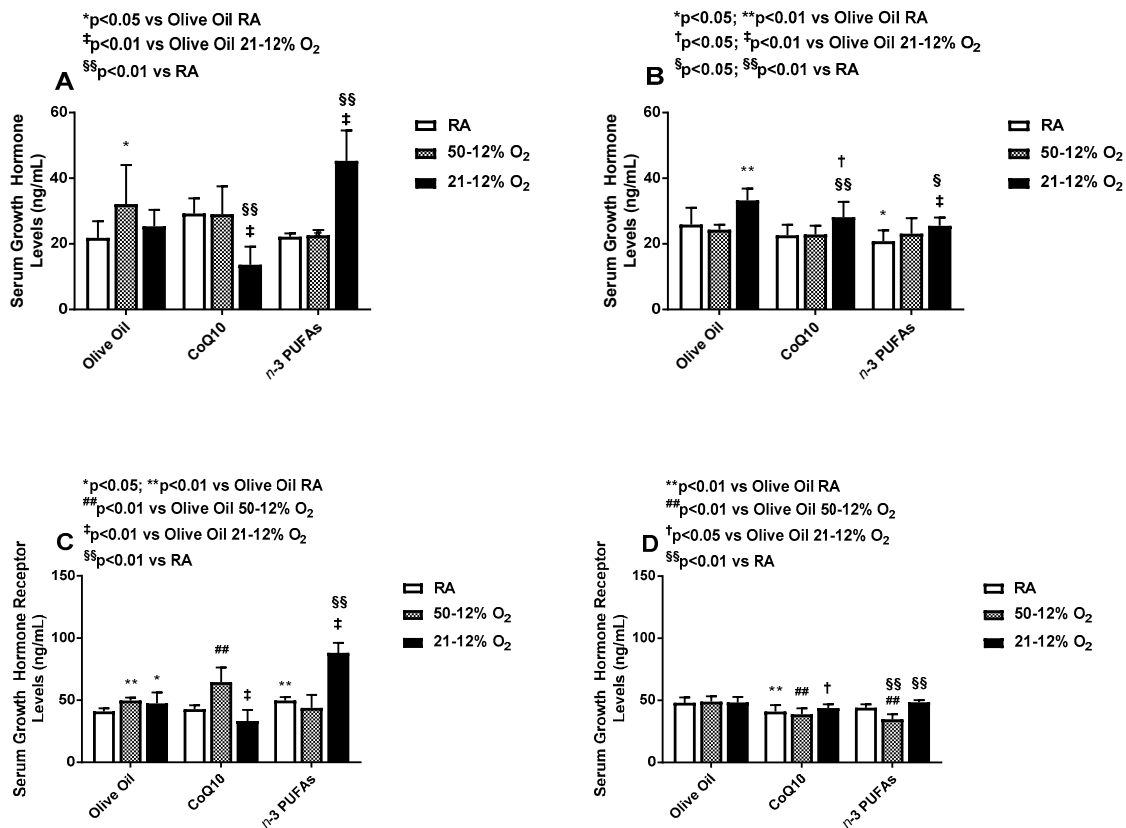 *p<0.05 vs Olive Oil RA
‡p<0.01 vs Olive Oil 21-12% O2
§§p<0.01 vs RA
A
Serum Growth Hormone
Levels (ng/mL)
60
40
20
0
*
§§
‡
§§
‡
Olive Oil
CoQ10
n-3 PUFAs
RA
50-12% O2
21-12% O2
*p<0.05; **p<0.01 vs Olive Oil RA
†p<0.05; ‡p<0.01 vs Olive Oil 21-12% O2
§p<0.05; §§p<0.01 vs RA
B
Serum Growth Hormone
Levels (ng/mL)
60
40
20
0
**
†
§§
*
§
‡
Olive Oil
CoQ10
n-3 PUFAs
RA
50-12% O2
21-12% O2
*p<0.05; **p<0.01 vs Olive Oil RA
##p<0.01 vs Olive Oil 50-12% O2
‡p<0.01 vs Olive Oil 21-12% O2
§§p<0.01 vs RA
C
Serum Growth Hormone Receptor
Levels (ng/mL)
150
100
50
0
**
*
##
‡
**
§§
‡
Olive Oil
CoQ10
n-3 PUFAs
RA
50-12% O2
21-12% O2
**p<0.01 vs Olive Oil RA
##p<0.01 vs Olive Oil 50-12% O2
†p<0.05 vs Olive Oil 21-12% O2
§§p<0.01 vs RA
D
Serum Growth Hormone Receptor
Levels (ng/mL)
150
100
50
0
**
##
†
§§
##
§§
Olive Oil
CoQ10
n-3 PUFAs
RA
50-12% O2
21-12% O2